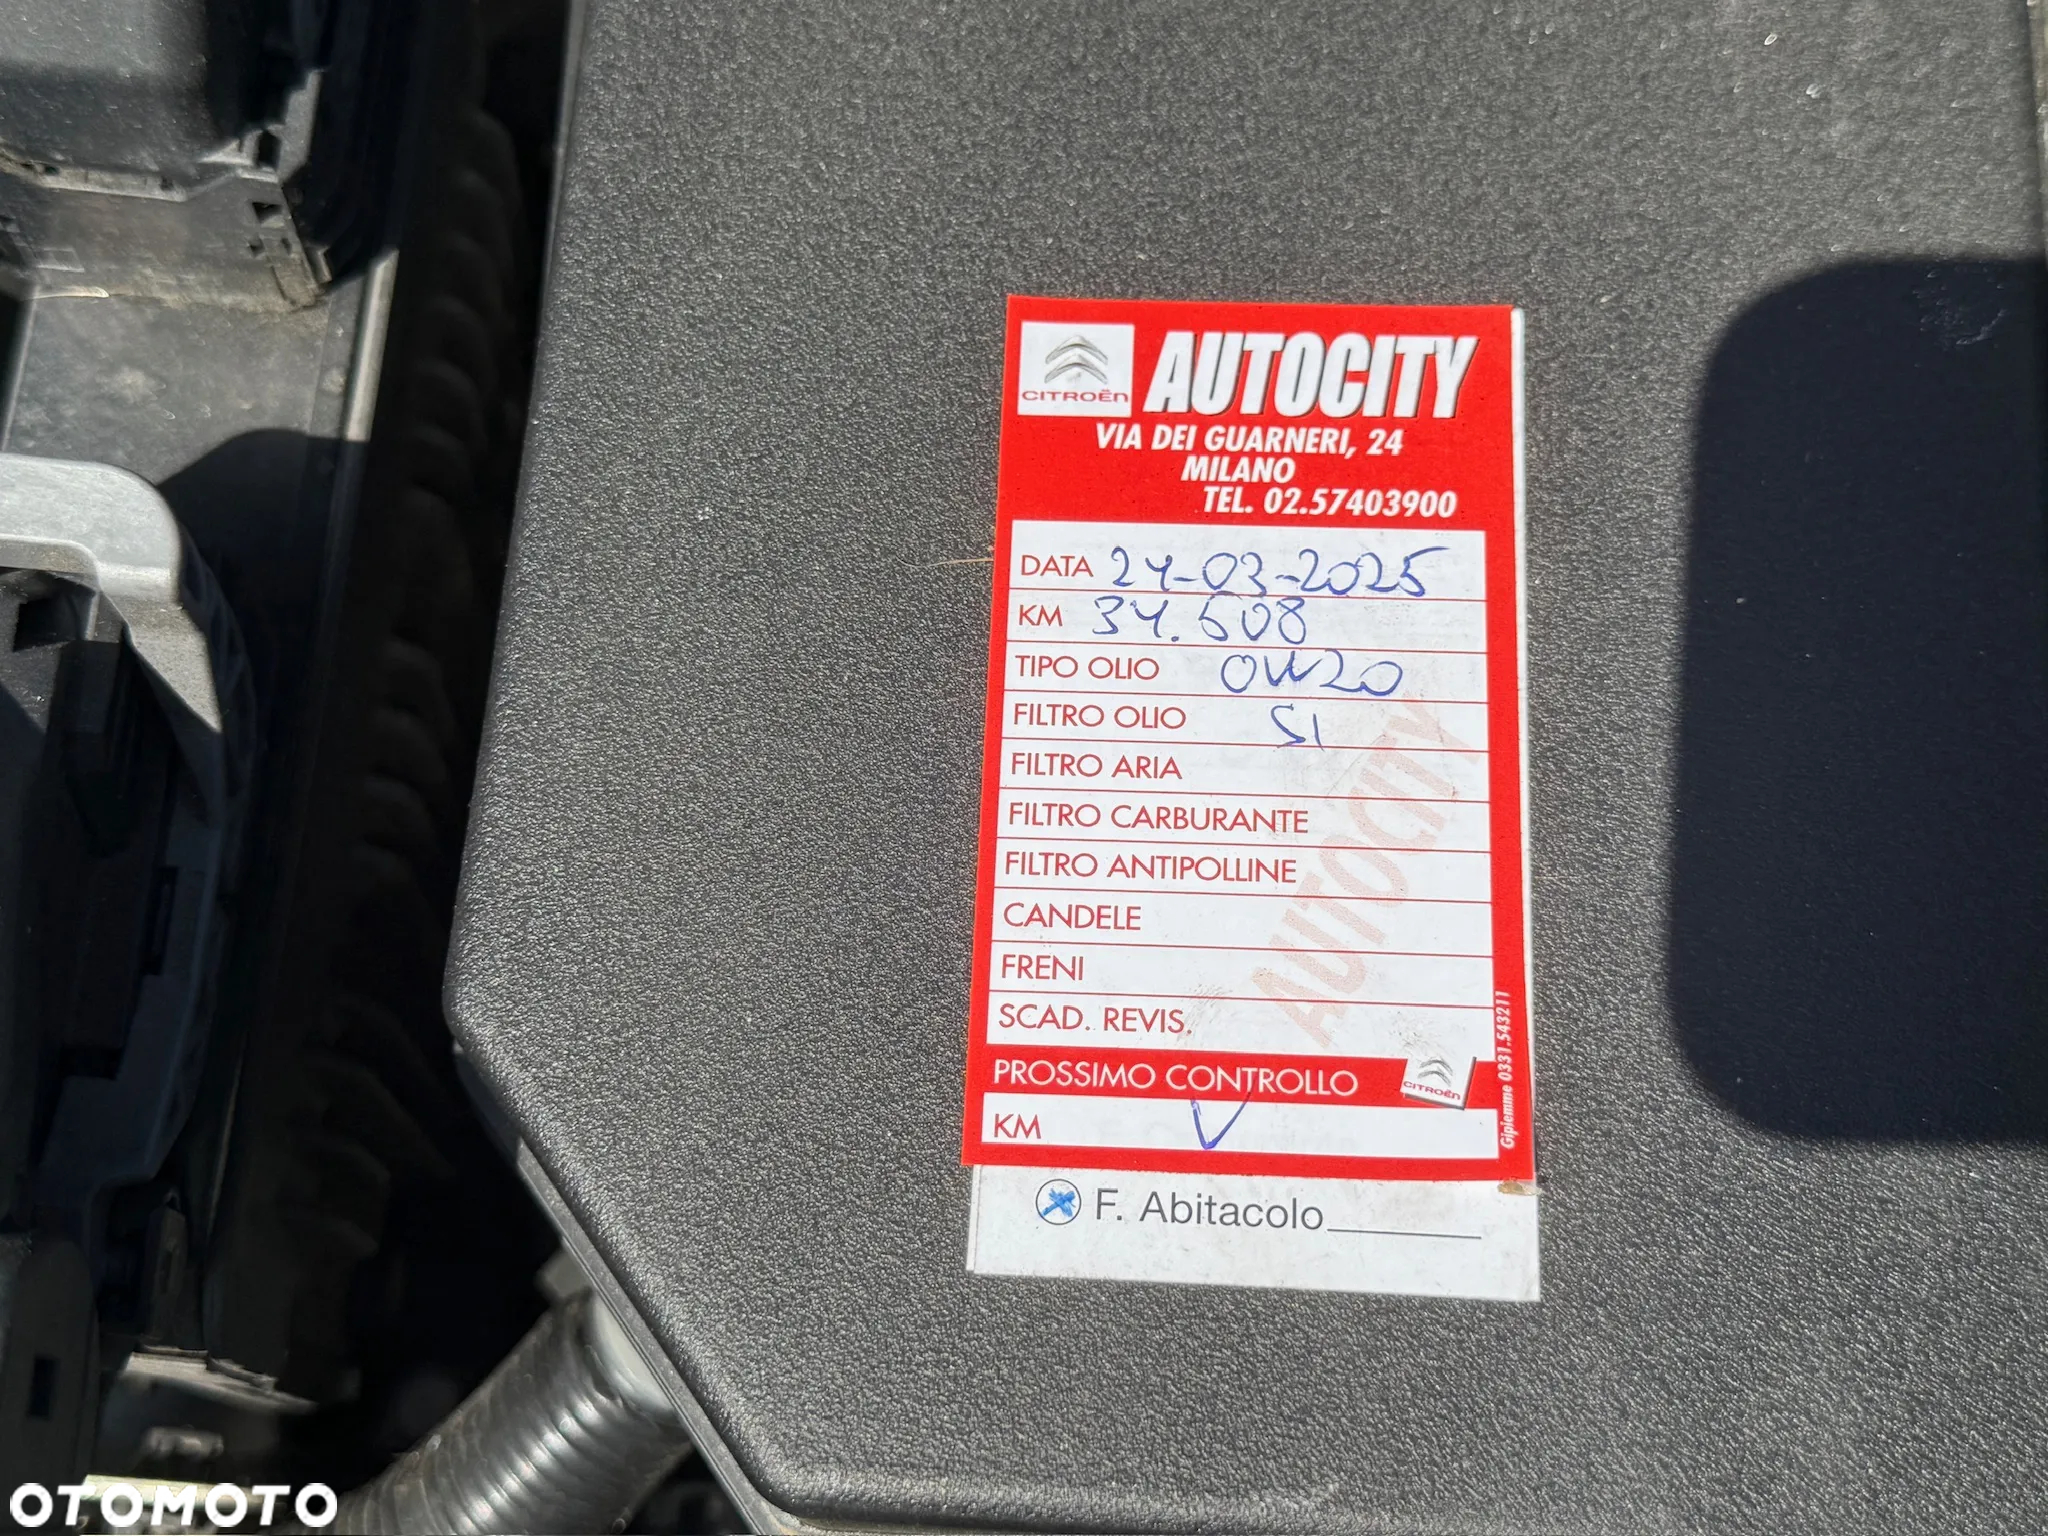 CITROËN AUTOCITY
VIA DEI GUARNERI, 24
MILANO
TEL. 02.57403900
DATA 24-03-2025
KM 34.608
TIPO OLIO 0W20
FILTRO OLIO SI
FILTRO ARIA
FILTRO CARBURANTE
FILTRO ANTIPOLLINE
CANDELE
FRENI
SCAD. REVIS.
AUTOCITY
PROSSIMO CONTROLLO CITROËN
KM
Gipiemme 0331.543211
F. Abitacolo
OTOMOTO